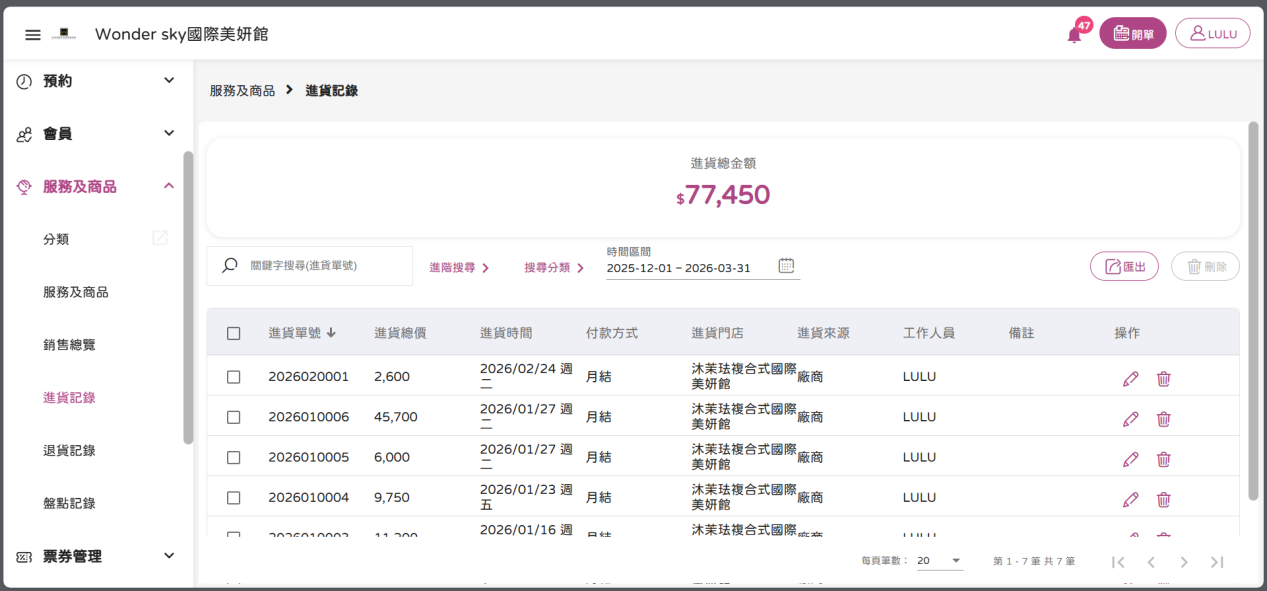 Wonder sky國際美妍館
47
開單
LULU
預約
會員
服務及商品
分類
服務及商品
銷售總覽
進貨記錄
退貨記錄
盤點記錄
票券管理
服務及商品 > 進貨記錄
進貨總金額
$77,450
關鍵字搜尋(進貨單號)
進階搜尋
搜尋分類
時間區間
2025-12-01 – 2026-03-31
匯出
刪除
進貨單號 進貨總價 進貨時間 付款方式 進貨門店 進貨來源 工作人員 備註 操作
2026020001 2,600 2026/02/24 週二 月結 沐茉珐複合式國際美妍館 廠商 LULU
2026010006 45,700 2026/01/27 週二 月結 沐茉珐複合式國際美妍館 廠商 LULU
2026010005 6,000 2026/01/27 週二 月結 沐茉珐複合式國際美妍館 廠商 LULU
2026010004 9,750 2026/01/23 週五 月結 沐茉珐複合式國際美妍館 廠商 LULU
2026/01/16 週 沐茉珐複合式國際
每頁筆數： 20 第 1 - 7 筆 共 7 筆